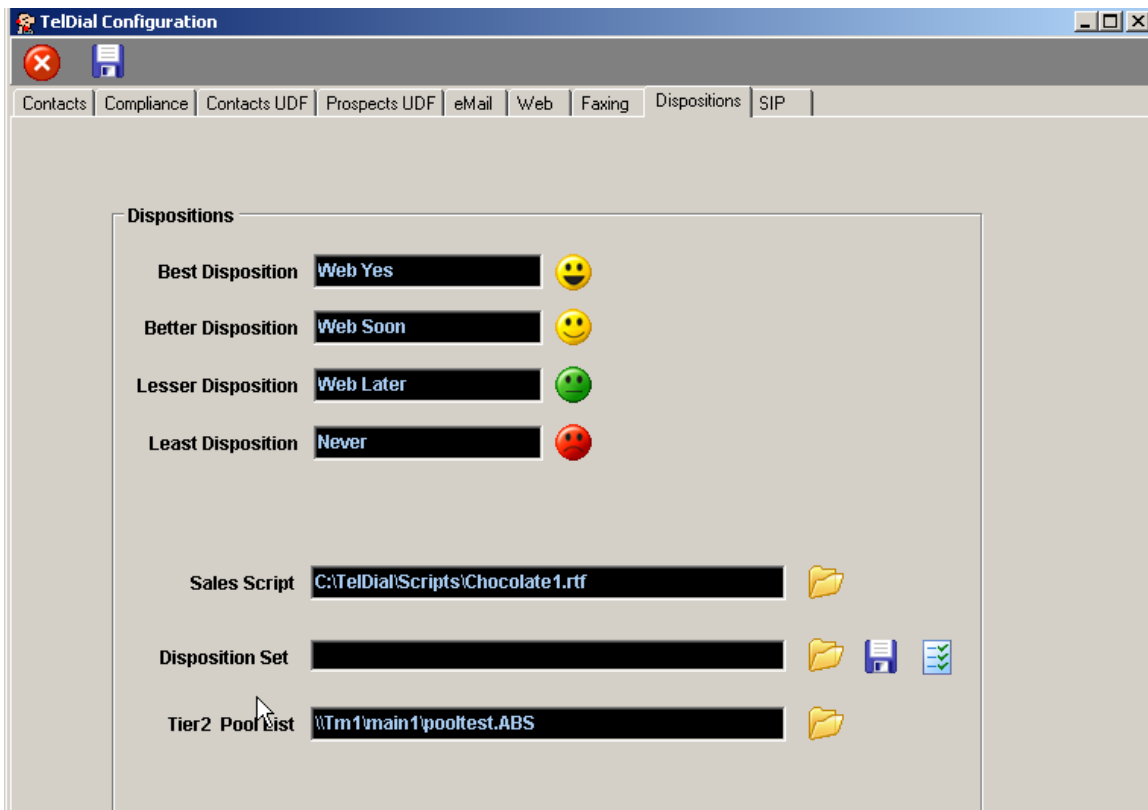 TelDial Configuration
Contacts Compliance Contacts UDF Prospects UDF eMail Web Faxing Dispositions SIP
Dispositions
Best Disposition Web Yes
Better Disposition Web Soon
Lesser Disposition Web Later
Least Disposition Never
Sales Script C:\TelDial\Scripts\Chocolate1.rtf
Disposition Set
Tier2 Pool List \\Tm1\main1\pooltest.ABS